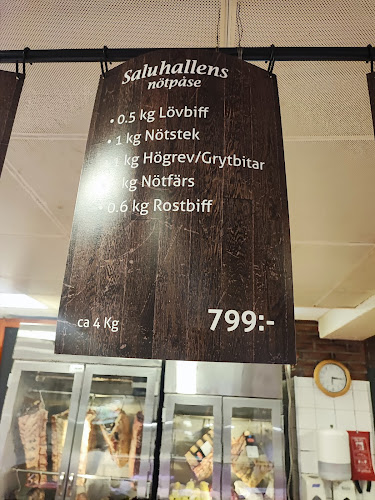 Saluhallens
nötpåse
• 0.5 kg Lövbiff
• 1 kg Nötstek
1 kg Högrev/Grytbitar
kg Nötfärs
• 0.6 kg Rostbiff
ca 4 Kg
799:-